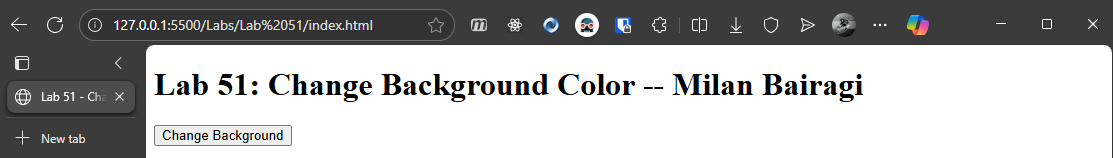 127.0.0.1:5500/Labs/Lab%2051/index.html
Lab 51: Change Background Color -- Milan Bairagi
Lab 51 - Cha
Change Background
New tab